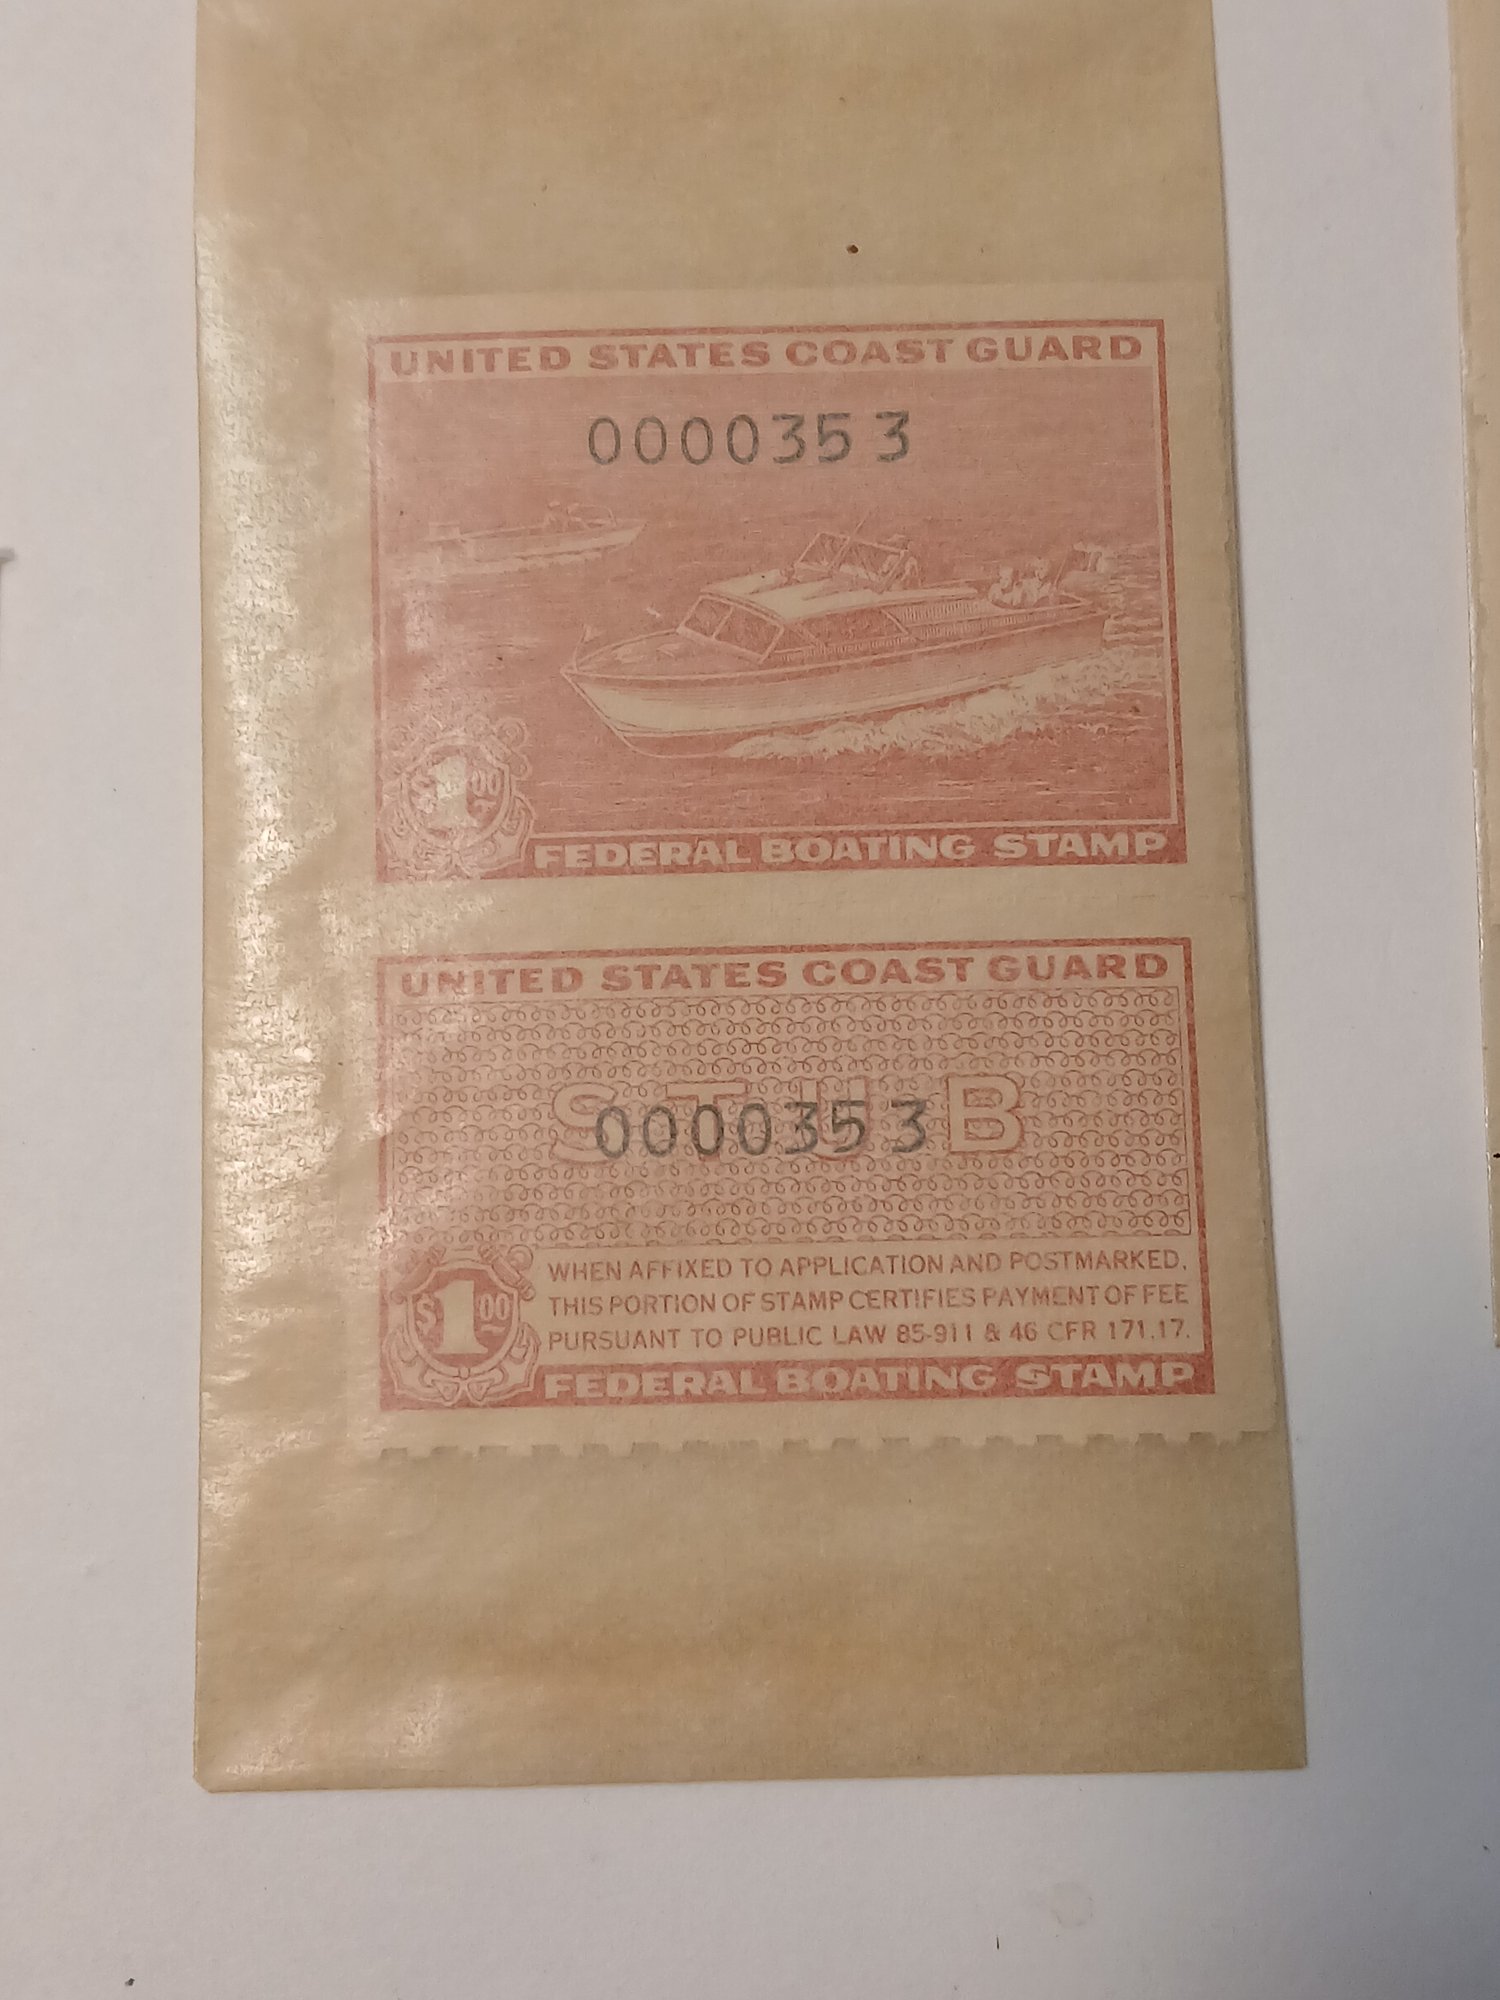 UNITED STATES COAST GUARD
0000353
$1.00
FEDERAL BOATING STAMP
UNITED STATES COAST GUARD
STUB
0000353
$1.00
WHEN AFFIXED TO APPLICATION AND POSTMARKED,
THIS PORTION OF STAMP CERTIFIES PAYMENT OF FEE
PURSUANT TO PUBLIC LAW 85-911 & 46 CFR 171.17.
FEDERAL BOATING STAMP